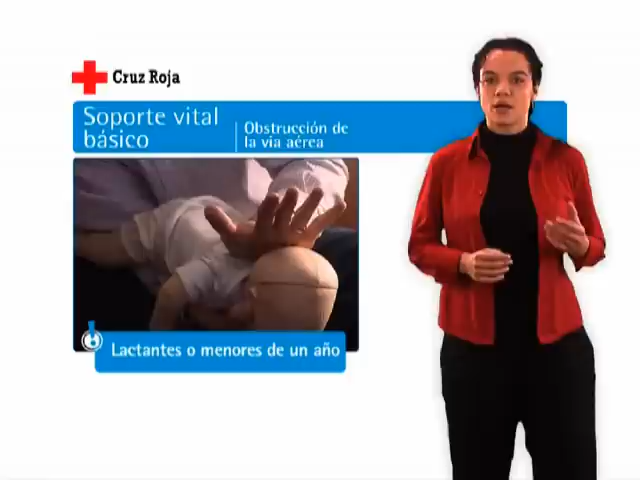 Cruz Roja
Soporte vital
básico
Obstrucción de
la vía aérea
Lactantes o menores de un año